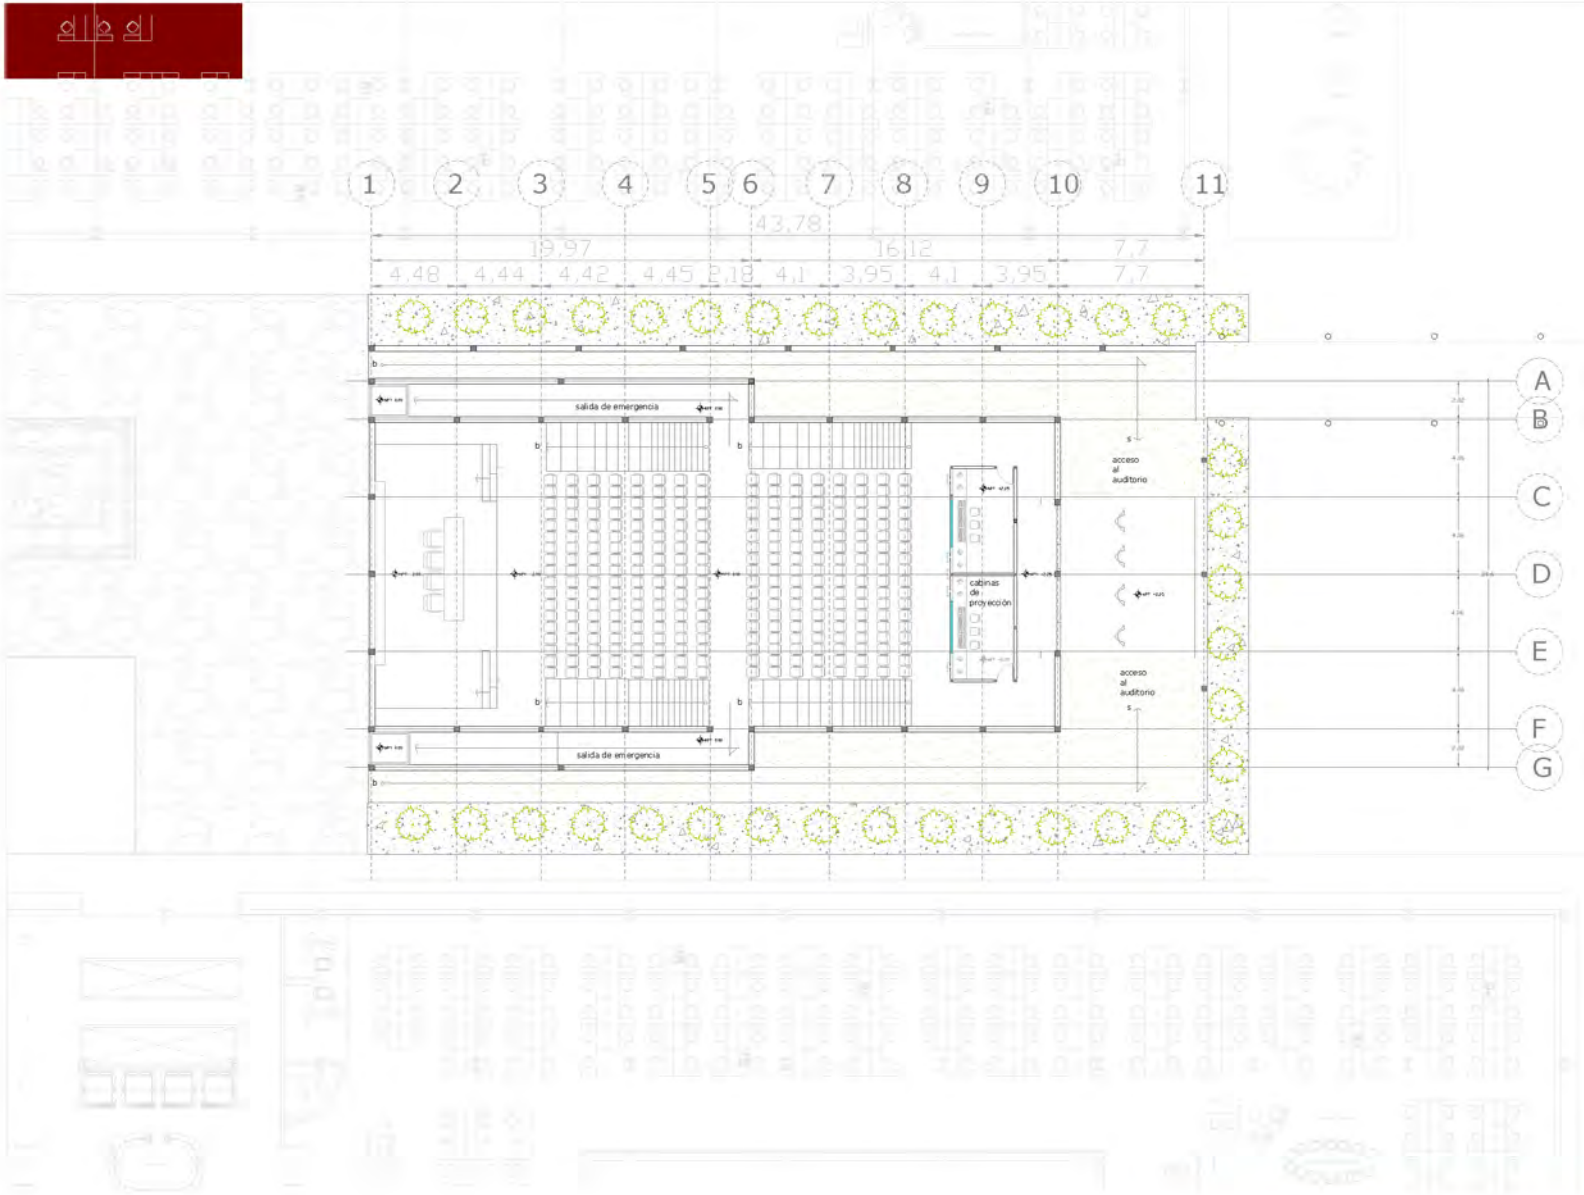 1 2 3 4 5 6 7 8 9 10 11
43,78
19,97 16,12 7,7
4,48 4,44 4,42 4,45 2,18 4,1 3,95 4,1 3,95 7,7
b
A
salida de emergencia
B
b b
s
acceso
al
auditorio
C
D
cabinas
de
proyección
E
acceso
al
auditorio
b b
s
F
salida de emergencia
G
b